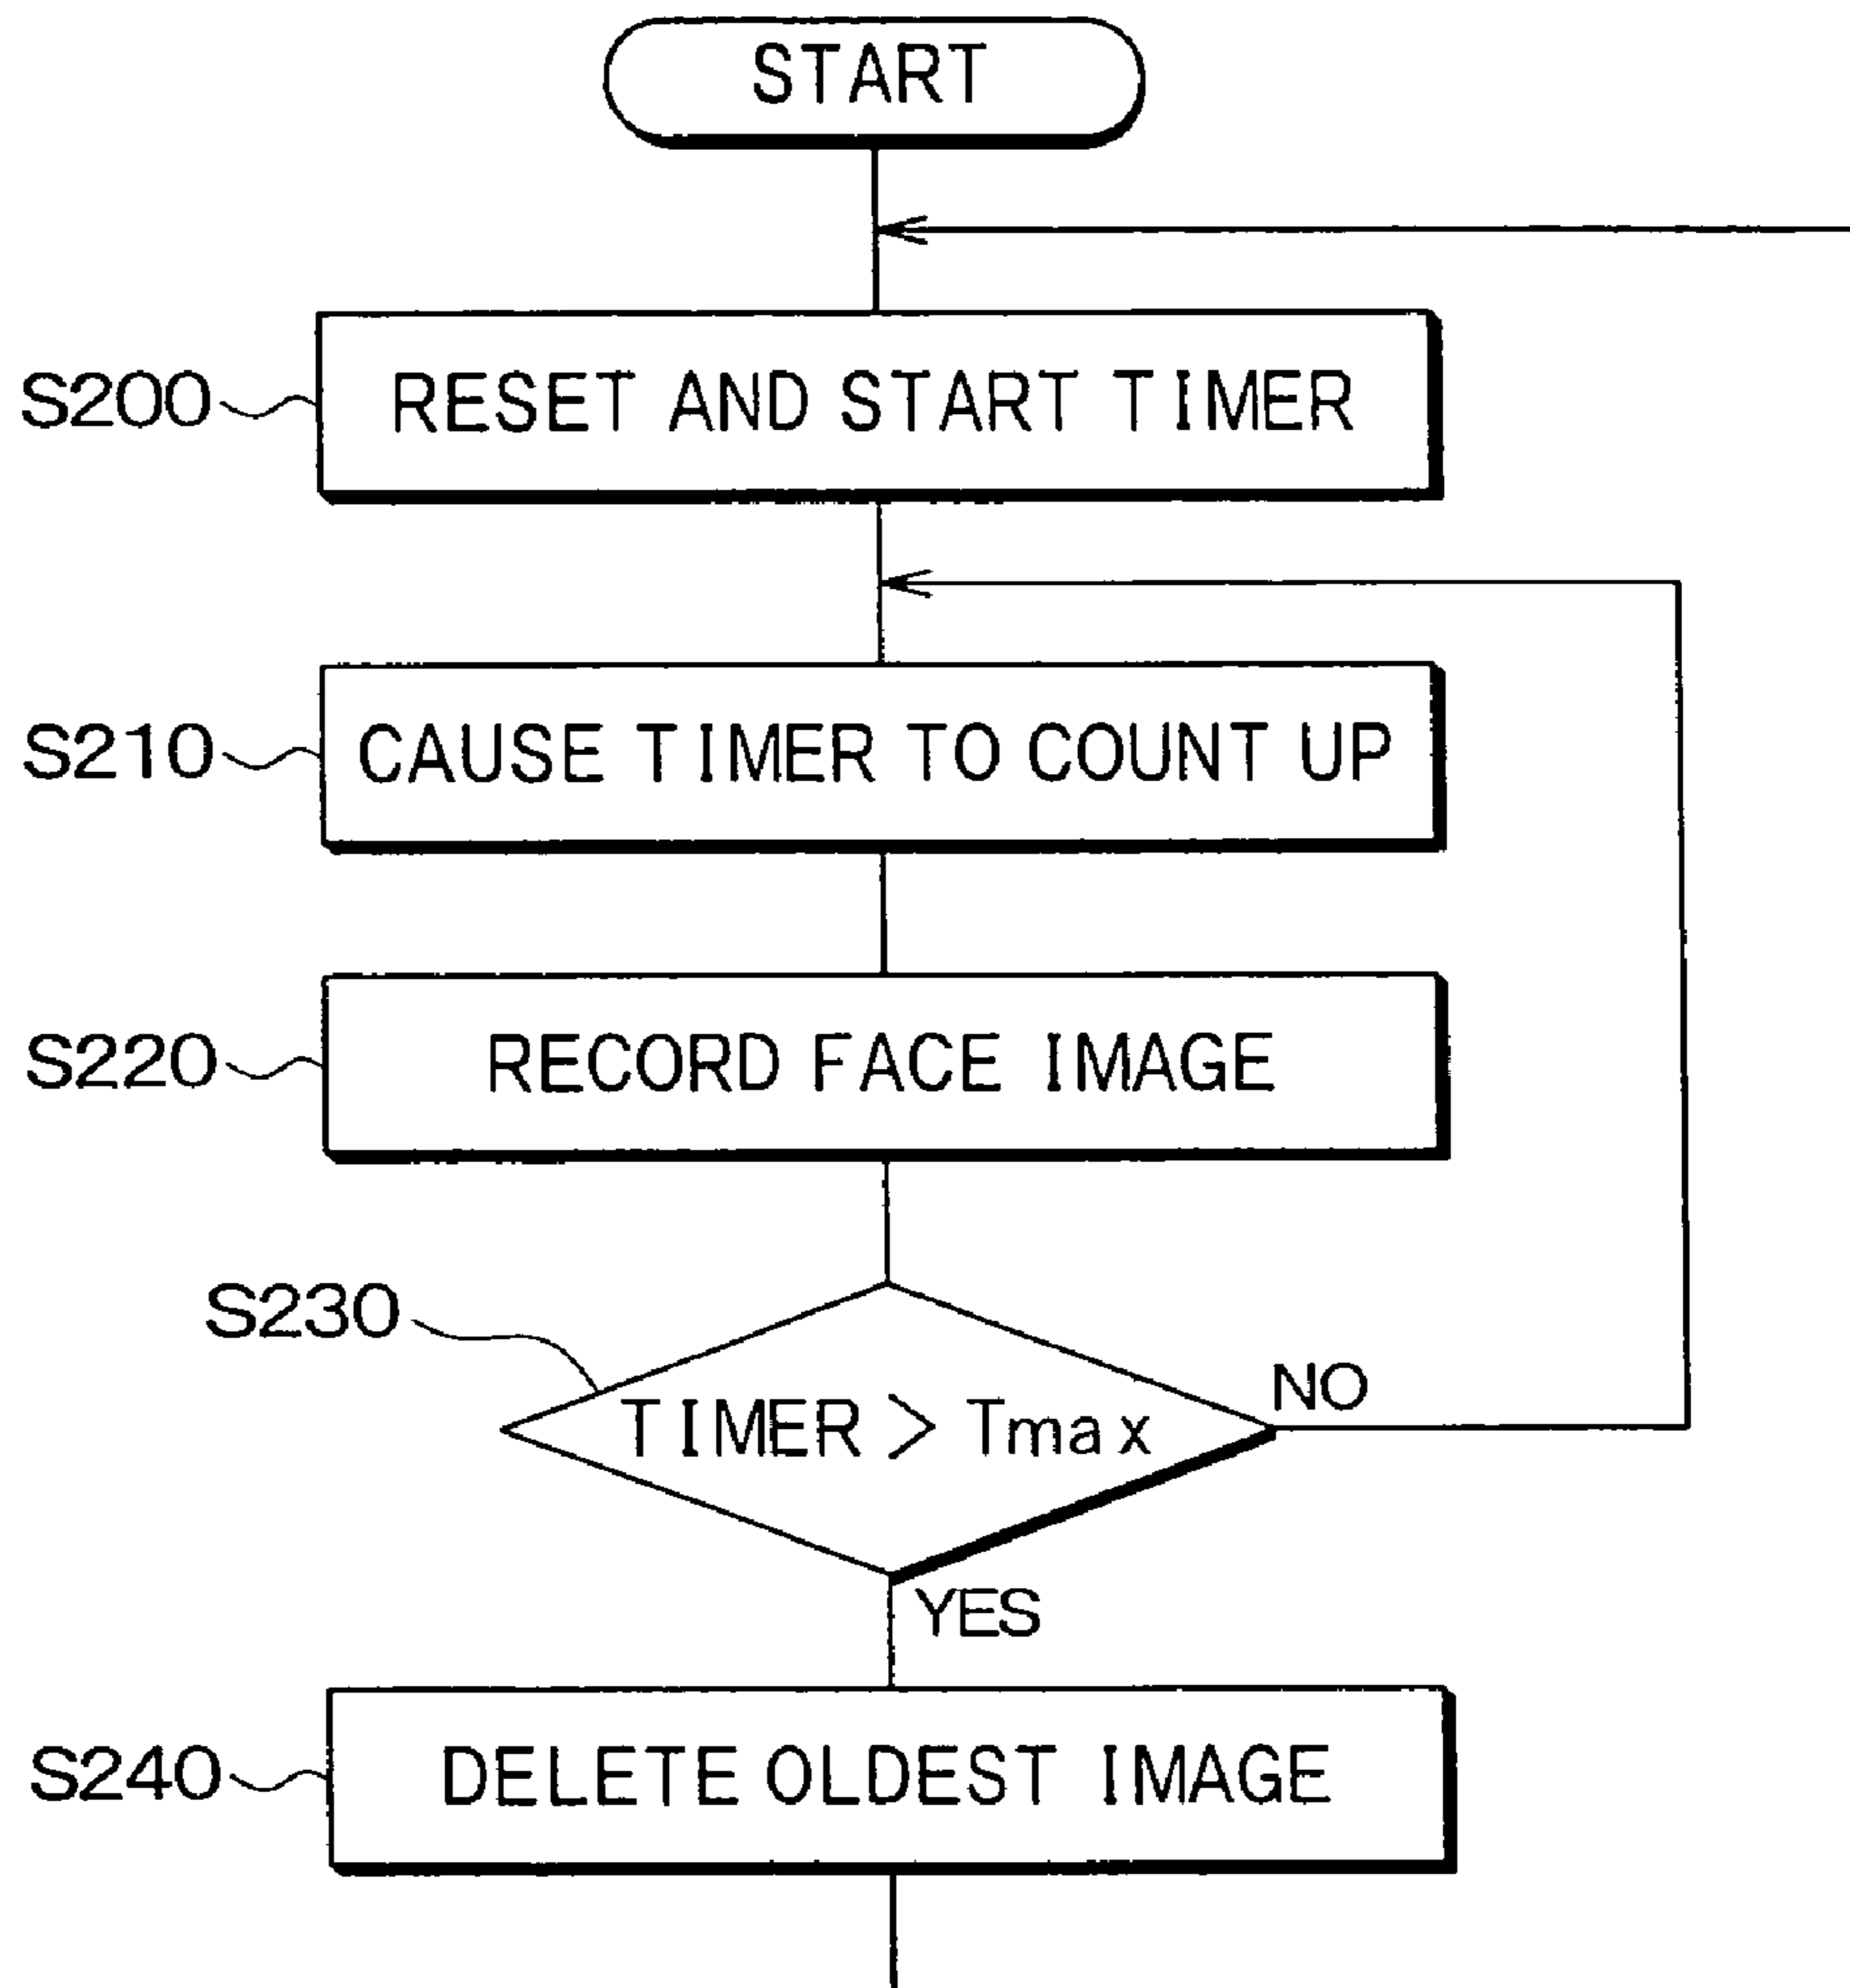 START
S200
RESET AND START TIMER
S210
CAUSE TIMER TO COUNT UP
S220
RECORD FACE IMAGE
S230
TIMER > Tmax
NO
YES
S240
DELETE OLDEST IMAGE